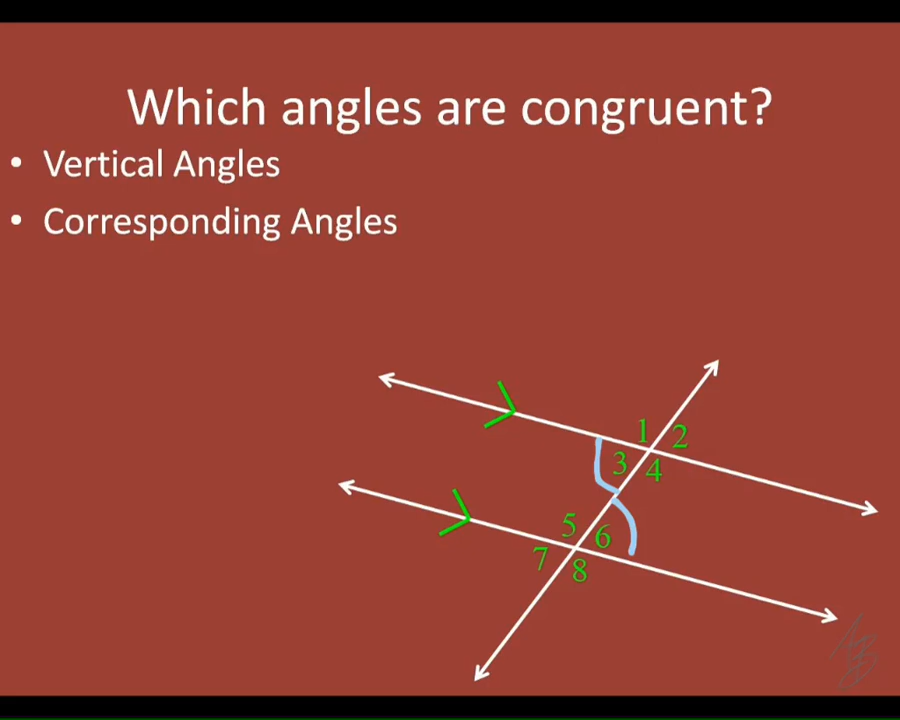 Which angles are congruent?
• Vertical Angles
• Corresponding Angles
1 2
3 4
5 6
7 8